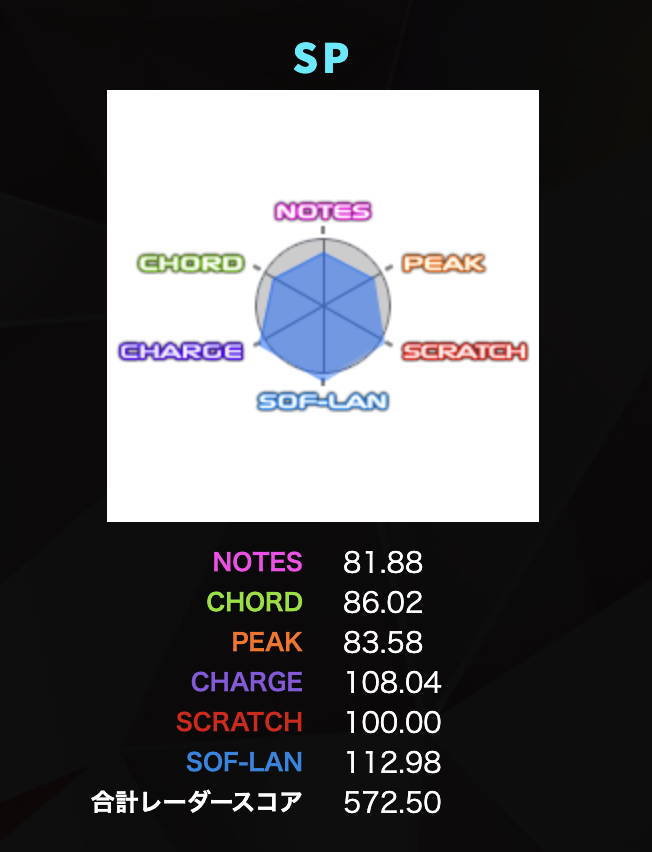 SP
NOTES
CHORD PEAK
CHARGE SCRATCH
SOF-LAN
NOTES 81.88
CHORD 86.02
PEAK 83.58
CHARGE 108.04
SCRATCH 100.00
SOF-LAN 112.98
合計レーダースコア 572.50